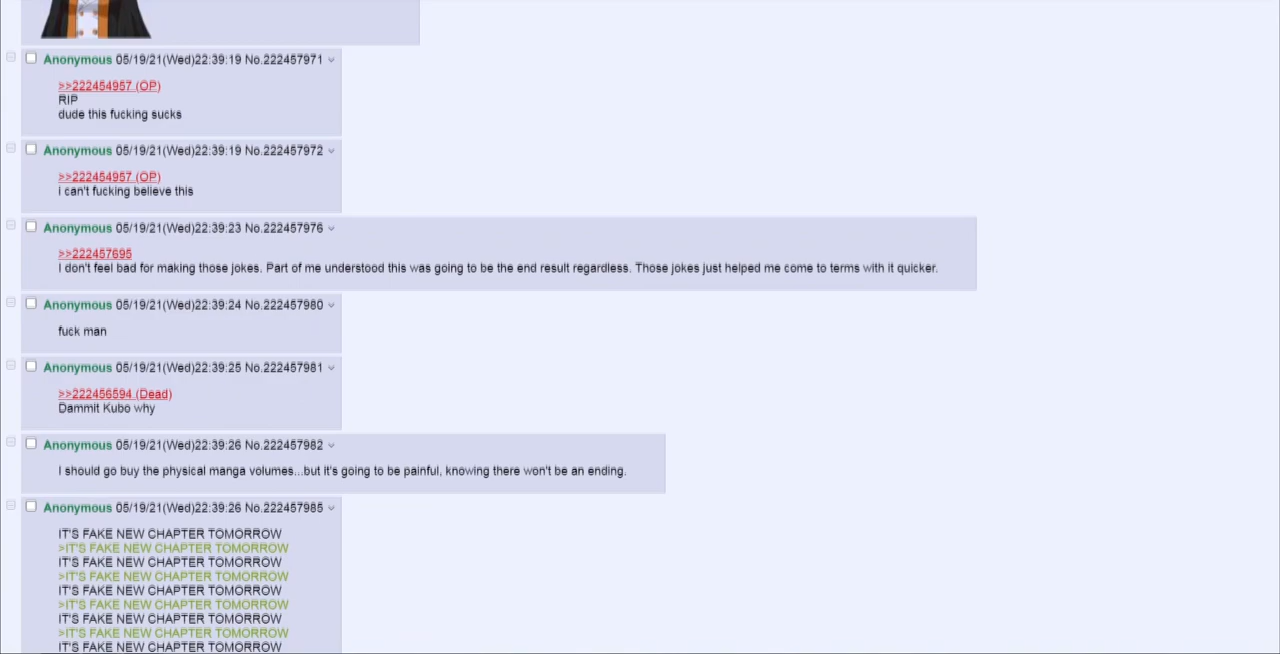 Anonymous 05/19/21(Wed)22:39:19 No.222457971
>>222454957 (OP)
RIP
dude this fucking sucks
Anonymous 05/19/21(Wed)22:39:19 No.222457972
>>222454957 (OP)
i can't fucking believe this
Anonymous 05/19/21(Wed)22:39:23 No.222457976
>>222457695
I don't feel bad for making those jokes. Part of me understood this was going to be the end result regardless. Those jokes just helped me come to terms with it quicker.
Anonymous 05/19/21(Wed)22:39:24 No.222457980
fuck man
Anonymous 05/19/21(Wed)22:39:25 No.222457981
>>222456594 (Dead)
Dammit Kubo why
Anonymous 05/19/21(Wed)22:39:26 No.222457982
I should go buy the physical manga volumes...but it's going to be painful, knowing there won't be an ending.
Anonymous 05/19/21(Wed)22:39:26 No.222457985
IT'S FAKE NEW CHAPTER TOMORROW
>IT'S FAKE NEW CHAPTER TOMORROW
IT'S FAKE NEW CHAPTER TOMORROW
>IT'S FAKE NEW CHAPTER TOMORROW
IT'S FAKE NEW CHAPTER TOMORROW
>IT'S FAKE NEW CHAPTER TOMORROW
IT'S FAKE NEW CHAPTER TOMORROW
>IT'S FAKE NEW CHAPTER TOMORROW
IT'S FAKE NEW CHAPTER TOMORROW